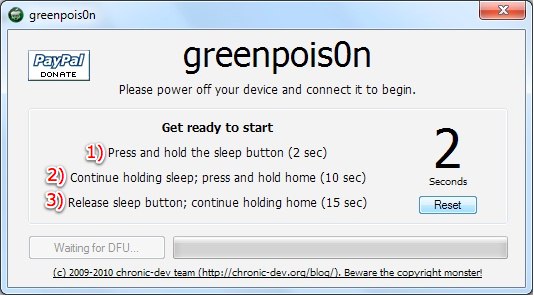 greenpois0n
PayPal
DONATE
greenpois0n
Please power off your device and connect it to begin.
Get ready to start
1) Press and hold the sleep button (2 sec)
2) Continue holding sleep; press and hold home (10 sec)
3) Release sleep button; continue holding home (15 sec)
2
Seconds
Reset
Waiting for DFU...
(c) 2009-2010 chronic-dev team (http://chronic-dev.org/blog/). Beware the copyright monster!